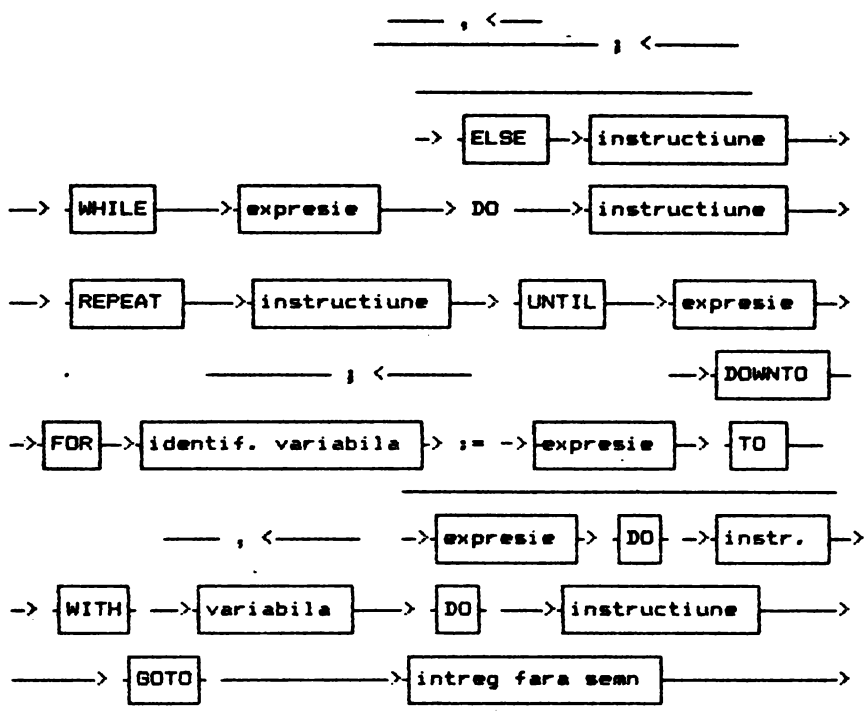 , <
; <
-> ELSE -> instructiune ->
-> WHILE -> expresie -> DO -> instructiune ->
-> REPEAT -> instructiune -> UNTIL -> expresie ->
; < -> DOWNTO
-> FOR -> identif. variabila -> := -> expresie -> TO
, < -> expresie -> DO -> instr. ->
-> WITH -> variabila -> DO -> instructiune ->
-> GOTO -> intreg fara semn ->